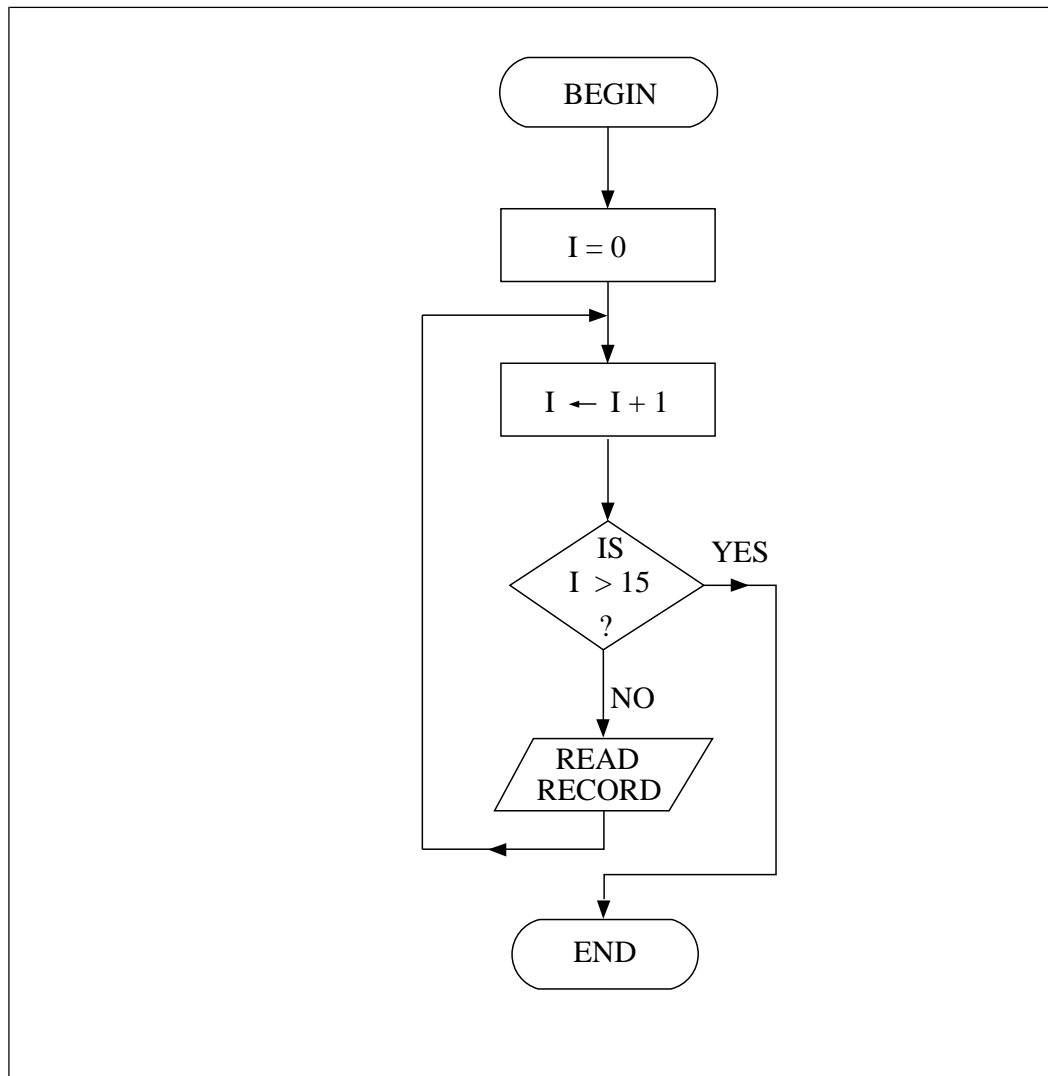 BEGIN
I = 0
I ← I + 1
IS
I > 15
?
YES
NO
READ
RECORD
END